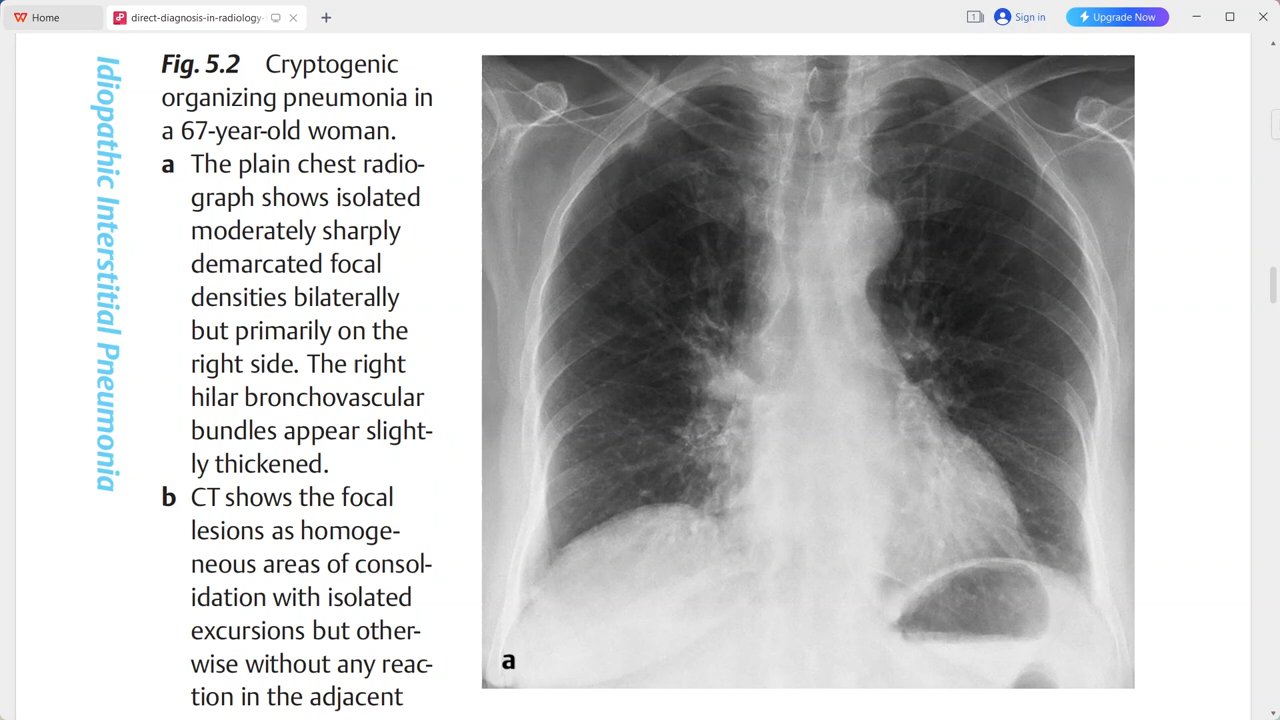 Home
direct-diagnosis-in-radiology-
1
Sign in
Upgrade Now
Idiopathic Interstitial Pneumonia
Fig. 5.2 Cryptogenic
organizing pneumonia in
a 67-year-old woman.
a The plain chest radio-
graph shows isolated
moderately sharply
demarcated focal
densities bilaterally
but primarily on the
right side. The right
hilar bronchovascular
bundles appear slight-
ly thickened.
b CT shows the focal
lesions as homoge-
neous areas of consol-
idation with isolated
excursions but other-
wise without any reac-
tion in the adjacent
a